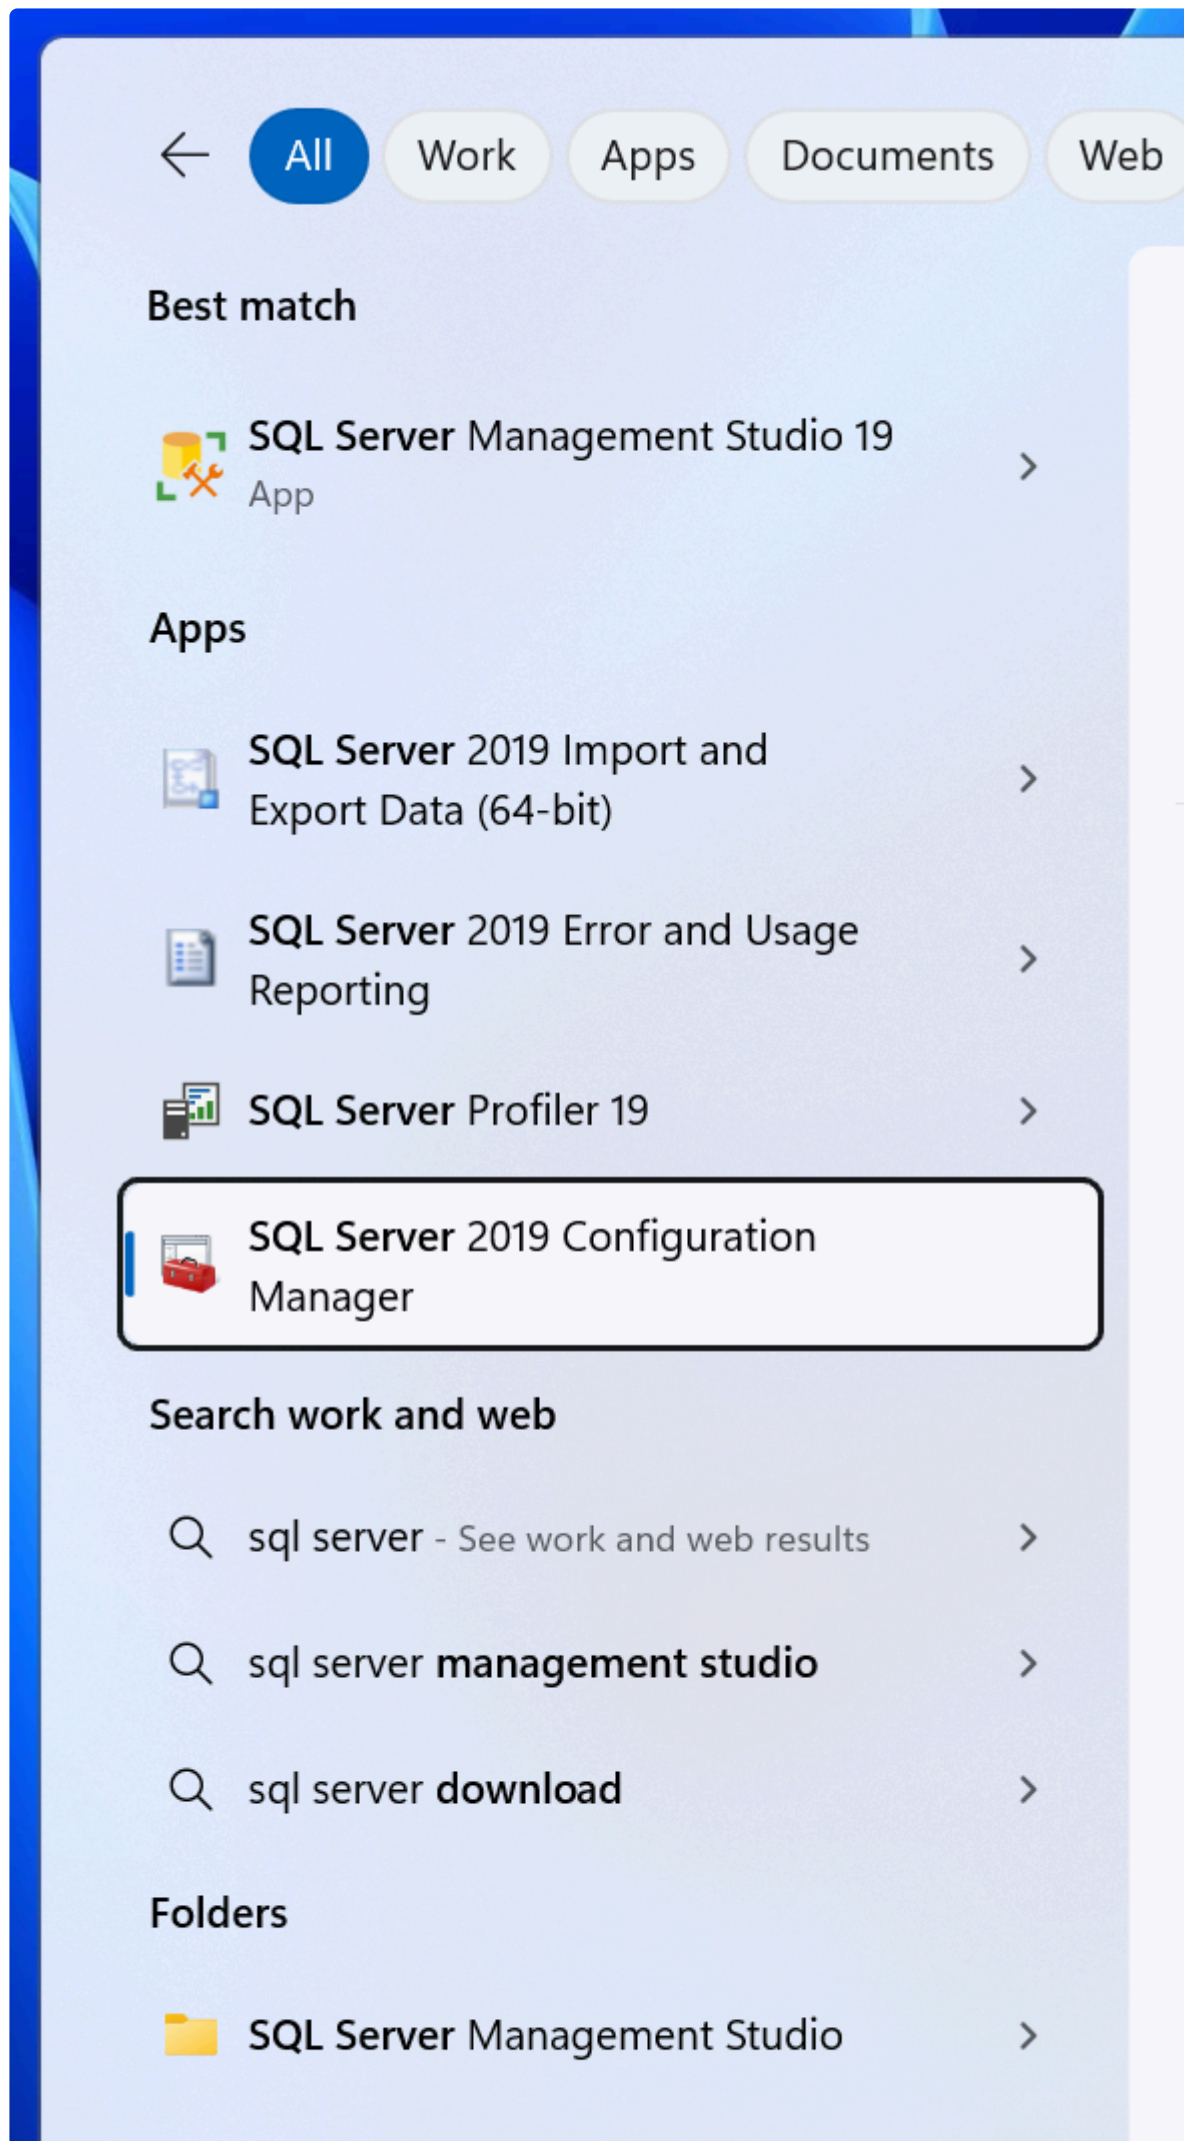 All Work Apps Documents Web
Best match
SQL Server Management Studio 19
App
Apps
SQL Server 2019 Import and
Export Data (64-bit)
SQL Server 2019 Error and Usage
Reporting
SQL Server Profiler 19
SQL Server 2019 Configuration
Manager
Search work and web
sql server - See work and web results
sql server management studio
sql server download
Folders
SQL Server Management Studio